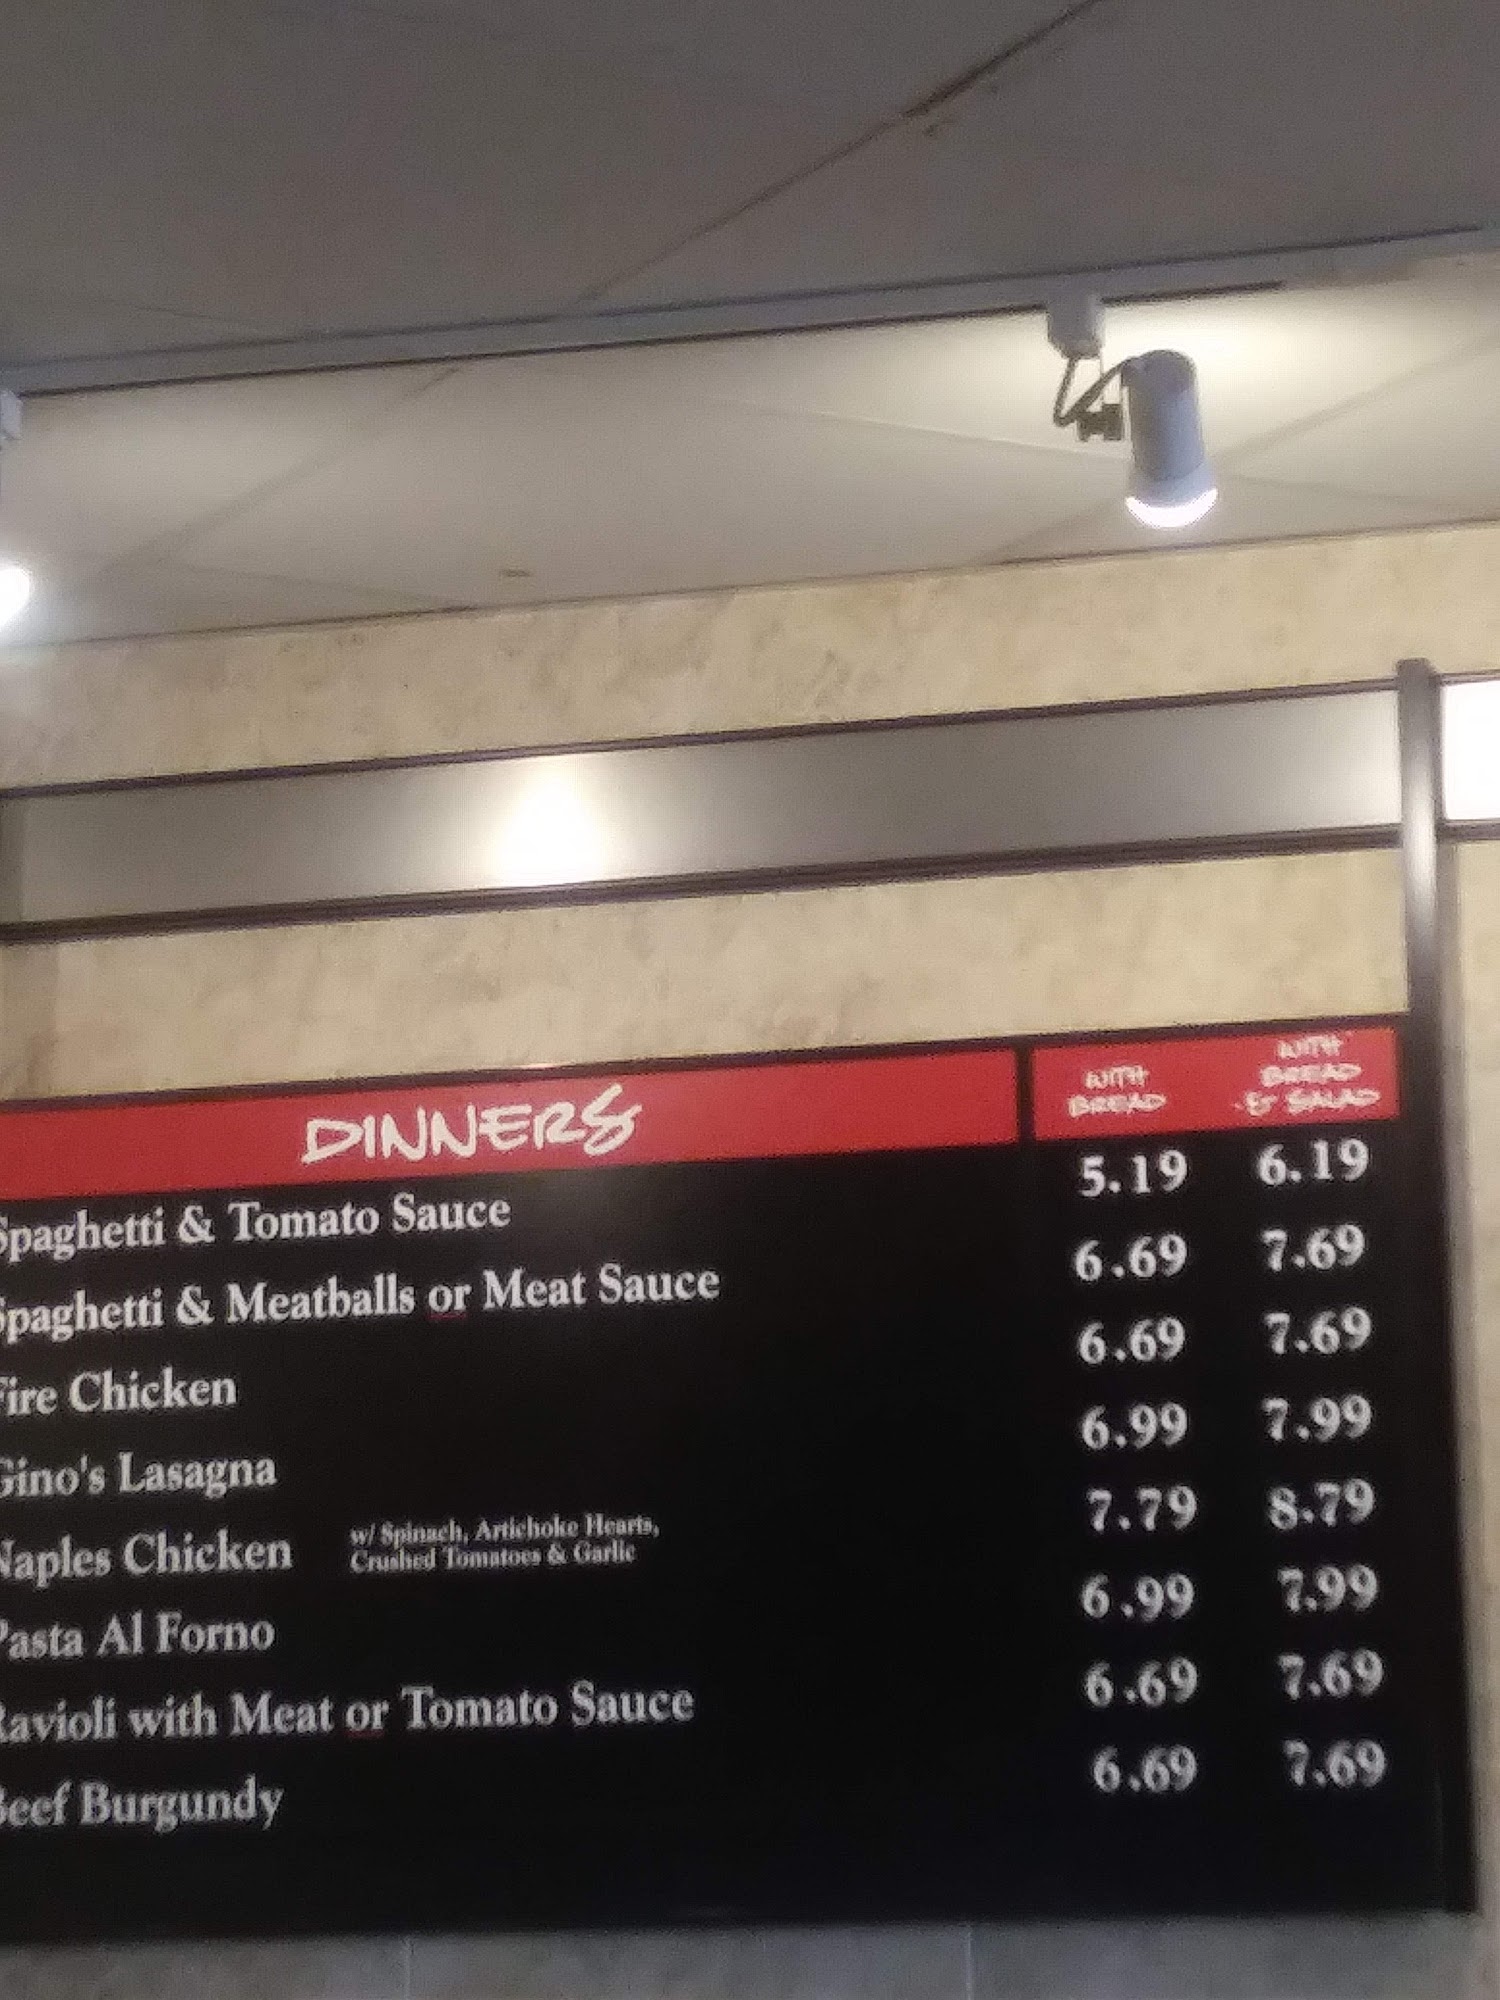 DINNERS WITH BREAD WITH BREAD & SALAD
Spaghetti & Tomato Sauce 5.19 6.19
Spaghetti & Meatballs or Meat Sauce 6.69 7.69
Fire Chicken 6.69 7.69
Gino's Lasagna 6.99 7.99
Naples Chicken w/ Spinach, Artichoke Hearts, Crushed Tomatoes & Garlic 7.79 8.79
Pasta Al Forno 6.99 7.99
Ravioli with Meat or Tomato Sauce 6.69 7.69
Beef Burgundy 6.69 7.69